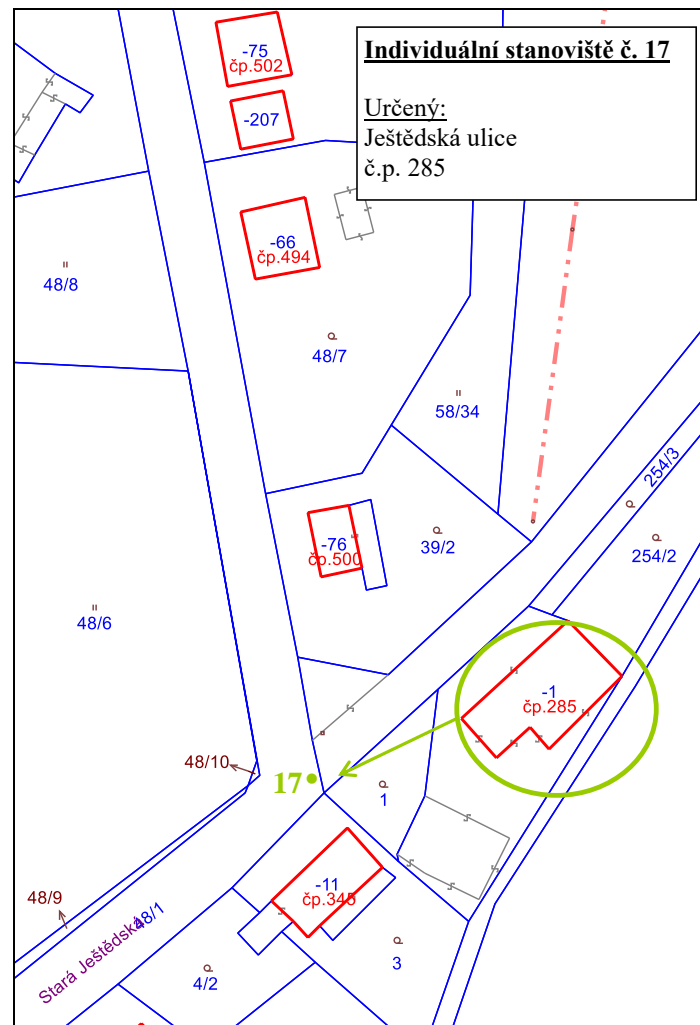 Individuální stanoviště č. 17
Určený:
Ještědská ulice
č.p. 285
-75
čp.502
-207
-66
čp.494
48/8
48/7
58/34
254/3
-76
čp.500
39/2
254/2
48/6
-1
čp.285
48/10
17
1
-11
čp.345
48/9
48/1
Stará Ještědská
4/2
3